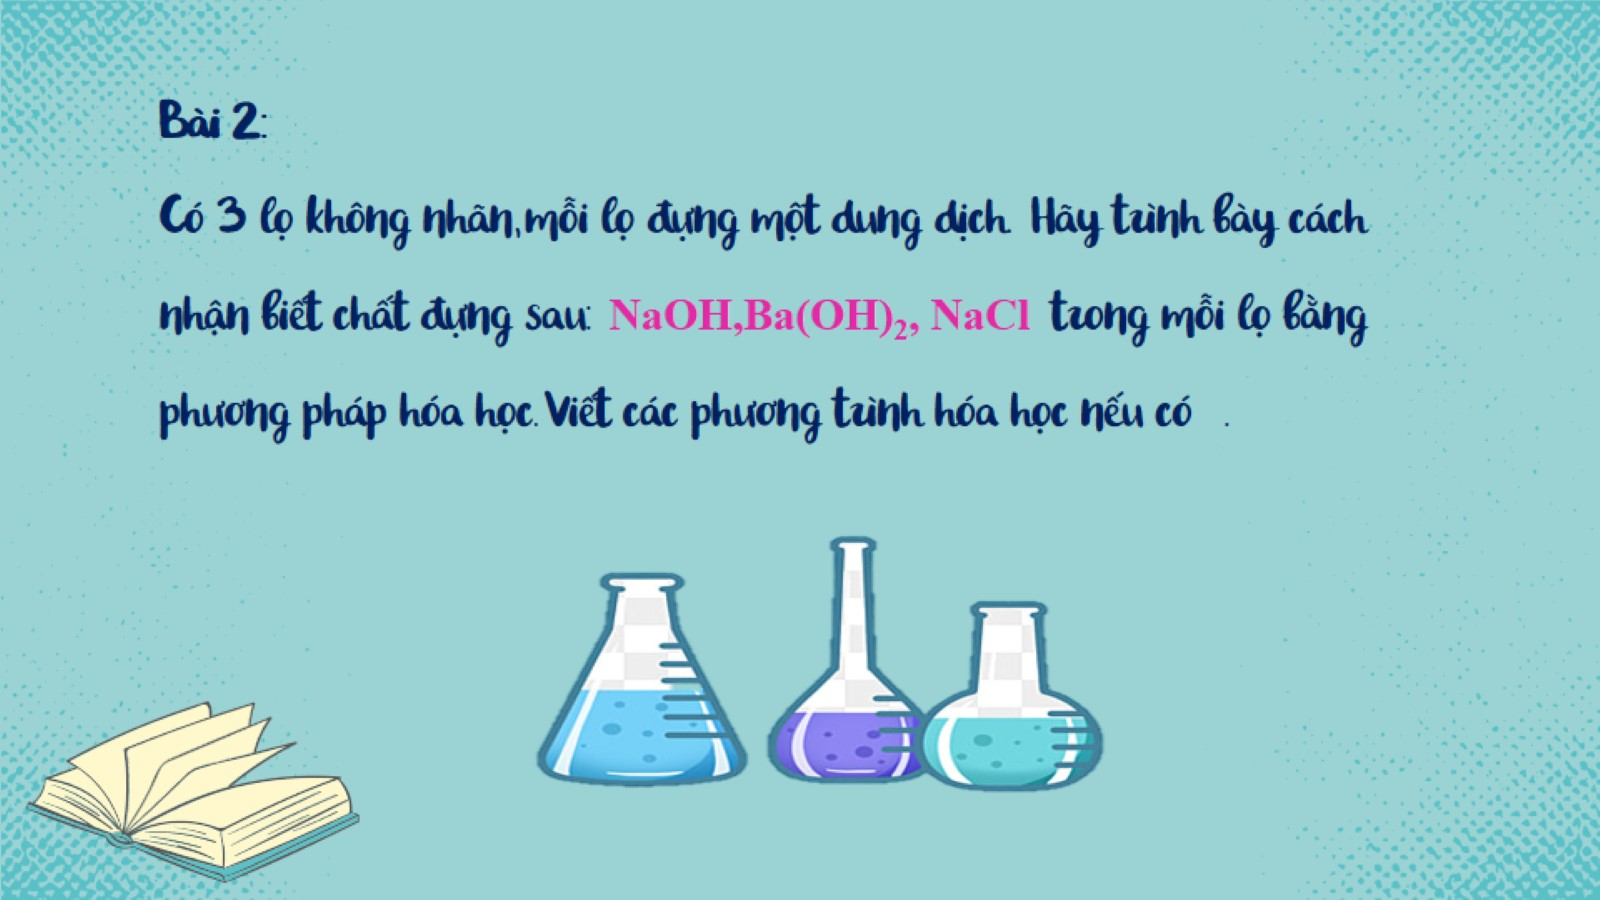 Bài 2:
Có 3 lọ không nhãn,mỗi lọ đựng một dung dịch. Hãy trình bày cách
nhận biết chất đựng sau: NaOH,Ba(OH)₂, NaCl trong mỗi lọ bằng
phương pháp hóa học. Viết các phương trình hóa học nếu có .